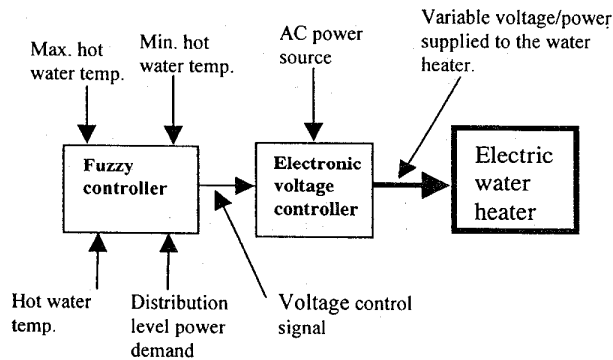 Max. hot
water temp.
Min. hot
water temp.
AC power
source
Variable voltage/power
supplied to the water
heater.
Fuzzy
controller
Electronic
voltage
controller
Electric
water
heater
Hot water
temp.
Distribution
level power
demand
Voltage control
signal